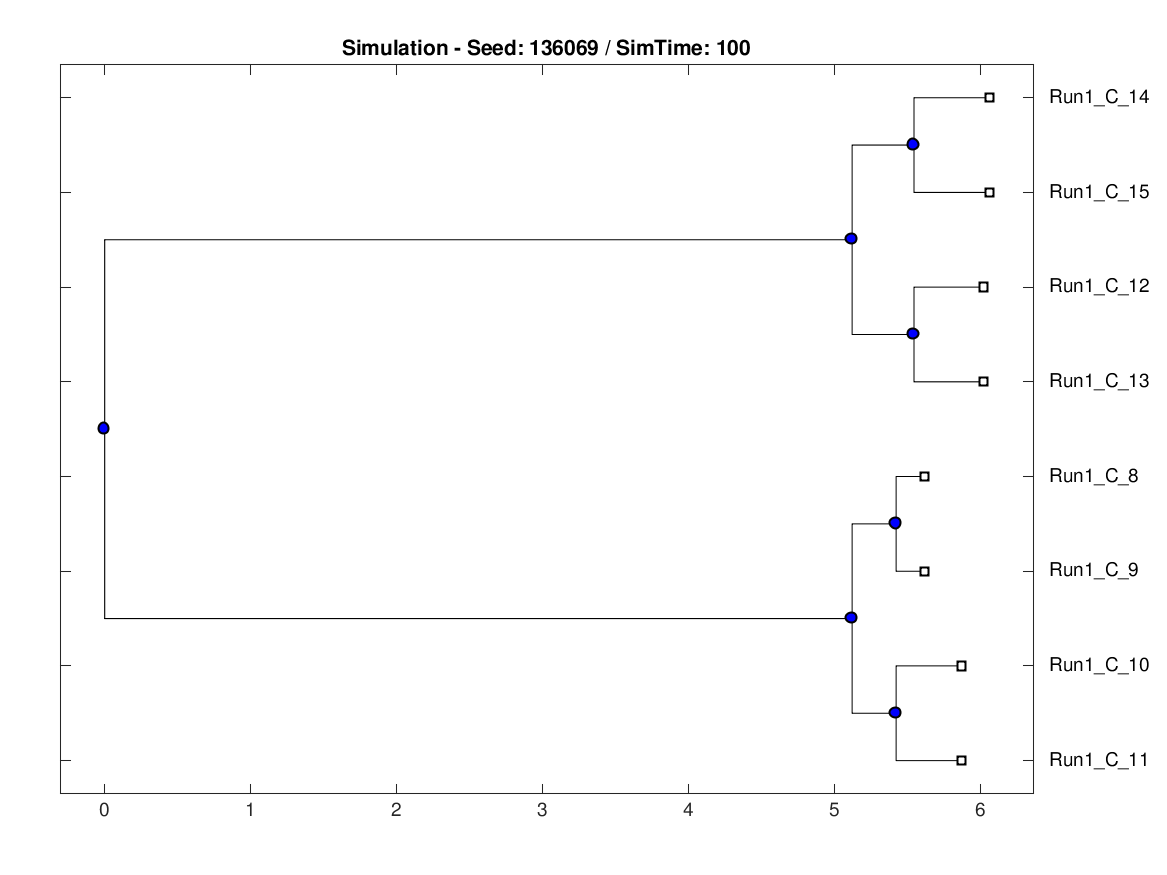 Simulation - Seed: 136069 / SimTime: 100
Run1_C_14
Run1_C_15
Run1_C_12
Run1_C_13
Run1_C_8
Run1_C_9
Run1_C_10
Run1_C_11
0 1 2 3 4 5 6